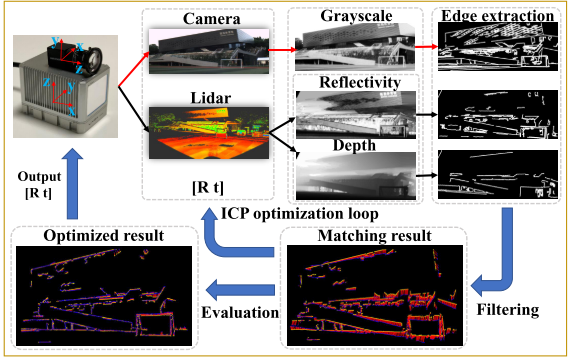 Camera
Grayscale
Edge extraction
Lidar
Reflectivity
Depth
[R t]
Output
[R t]
ICP optimization loop
Optimized result
Matching result
Evaluation
Filtering